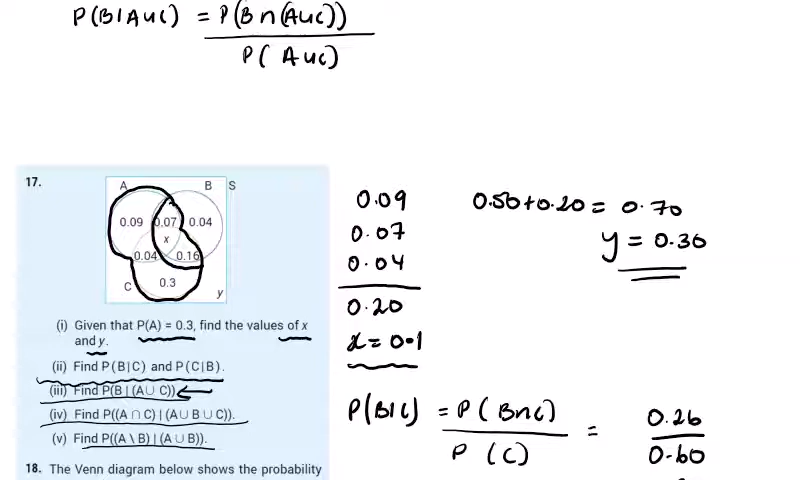 P(B|AUC) = P(B∩(AUC))
P( AUC)
17.
A B S
0.09 0.07 0.04
x
0.04 0.16
C 0.3 y
(i) Given that P(A) = 0.3, find the values of x
and y.
(ii) Find P(B|C) and P(C|B).
(iii) Find P(B | (A ∪ C))
(iv) Find P((A ∩ C) | (A ∪ B ∪ C)).
(v) Find P((A \ B) | (A ∪ B)).
18. The Venn diagram below shows the probability
0.09
0.07
0.04
0.20
x = 0.1
0.50+0.20 = 0.70
y = 0.30
P(B|C) = P( B∩C) = 0.26
P (C) 0.60